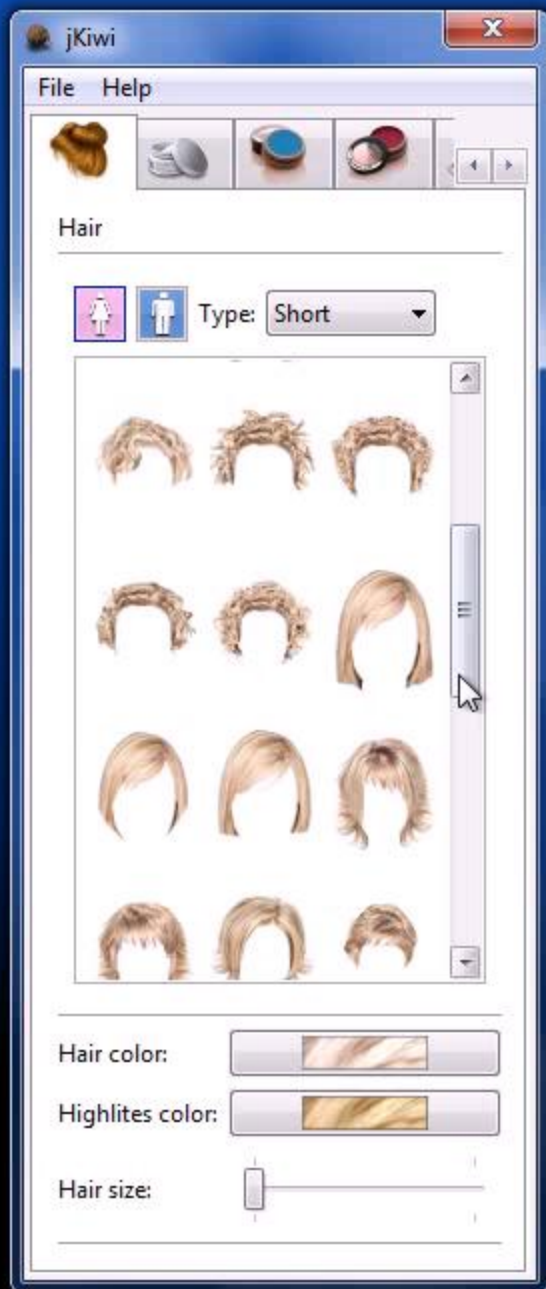 jKiwi
File Help
Hair
Type: Short
Hair color:
Highlites color:
Hair size: